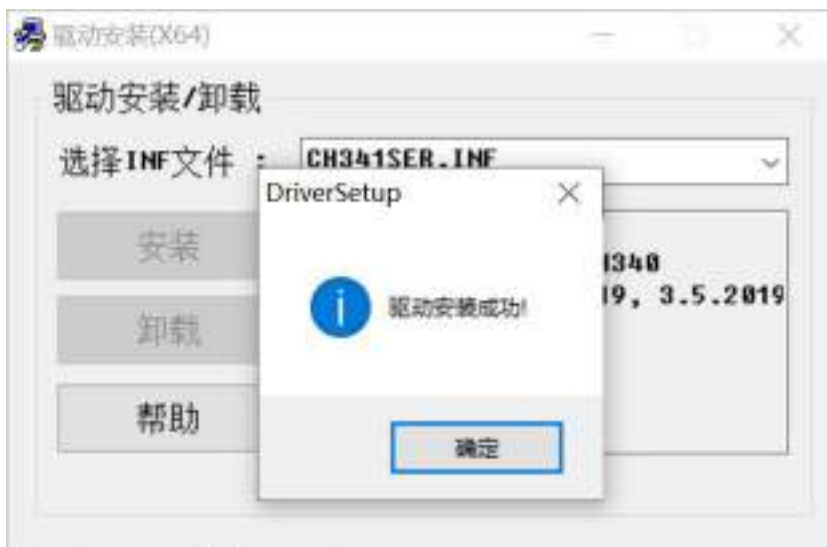 驱动安装(X64)
驱动安装/卸载
选择INF文件 :
CH341SER.INF
DriverSetup
安装
H340
卸载
驱动安装成功!
19, 3.5.2019
帮助
确定